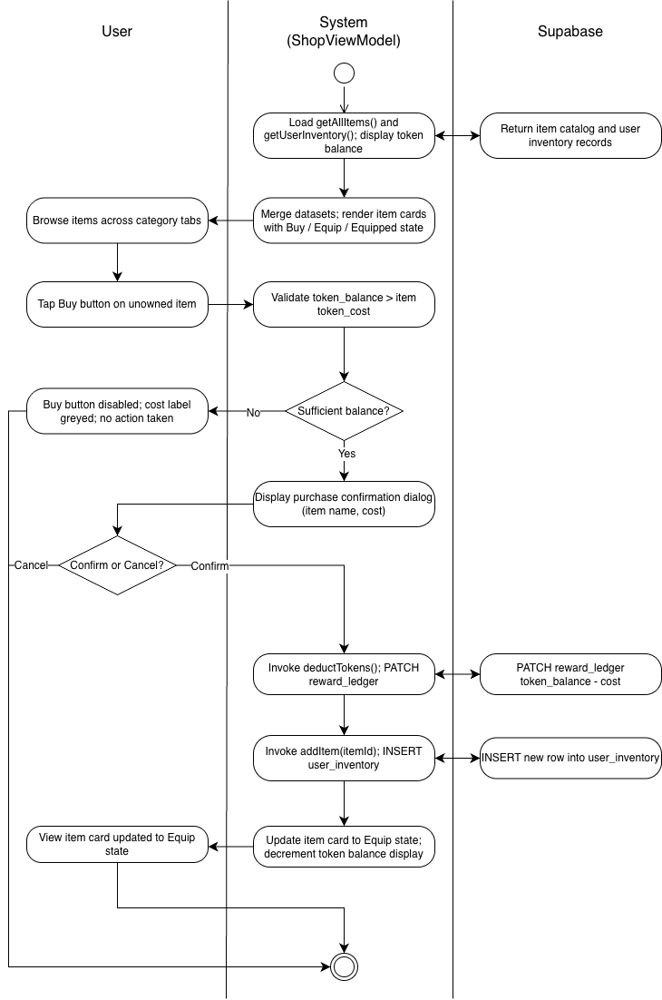 User
System
(ShopViewModel)
Supabase
Load getAllItems() and
getUserInventory(); display token
balance
Return item catalog and user
inventory records
Browse items across category tabs
Merge datasets; render item cards
with Buy / Equip / Equipped state
Tap Buy button on unowned item
Validate token_balance > item
token_cost
Buy button disabled; cost label
greyed; no action taken
No
Sufficient balance?
Yes
Display purchase confirmation dialog
(item name, cost)
Cancel
Confirm or Cancel?
Confirm
Invoke deductTokens(); PATCH
reward_ledger
PATCH reward_ledger
token_balance - cost
Invoke addItem(itemId); INSERT
user_inventory
INSERT new row into user_inventory
View item card updated to Equip
state
Update item card to Equip state;
decrement token balance display